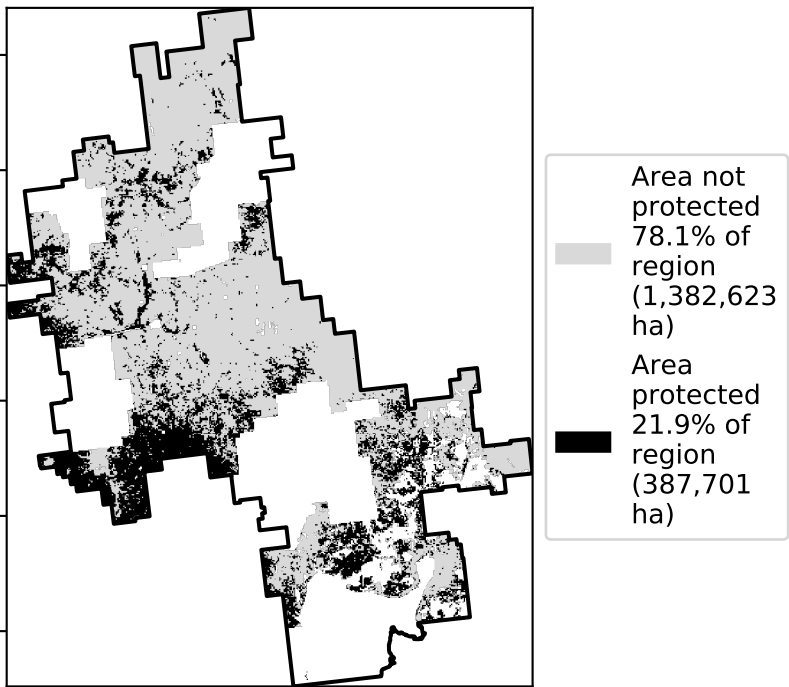 Area not
protected
78.1% of
region
(1,382,623
ha)
Area
protected
21.9% of
region
(387,701
ha)